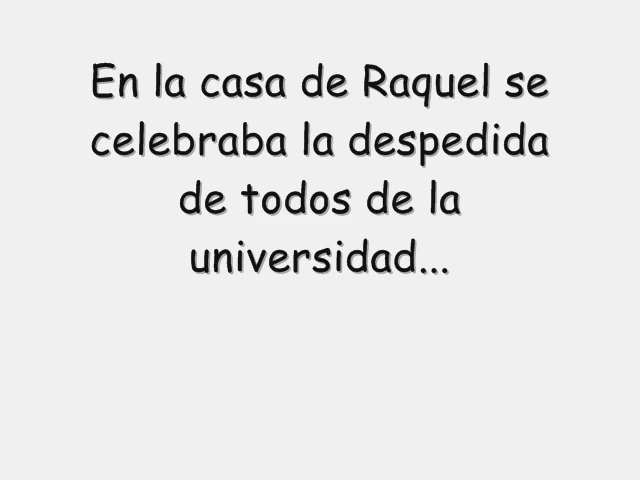 En la casa de Raquel se
celebraba la despedida
de todos de la
universidad...